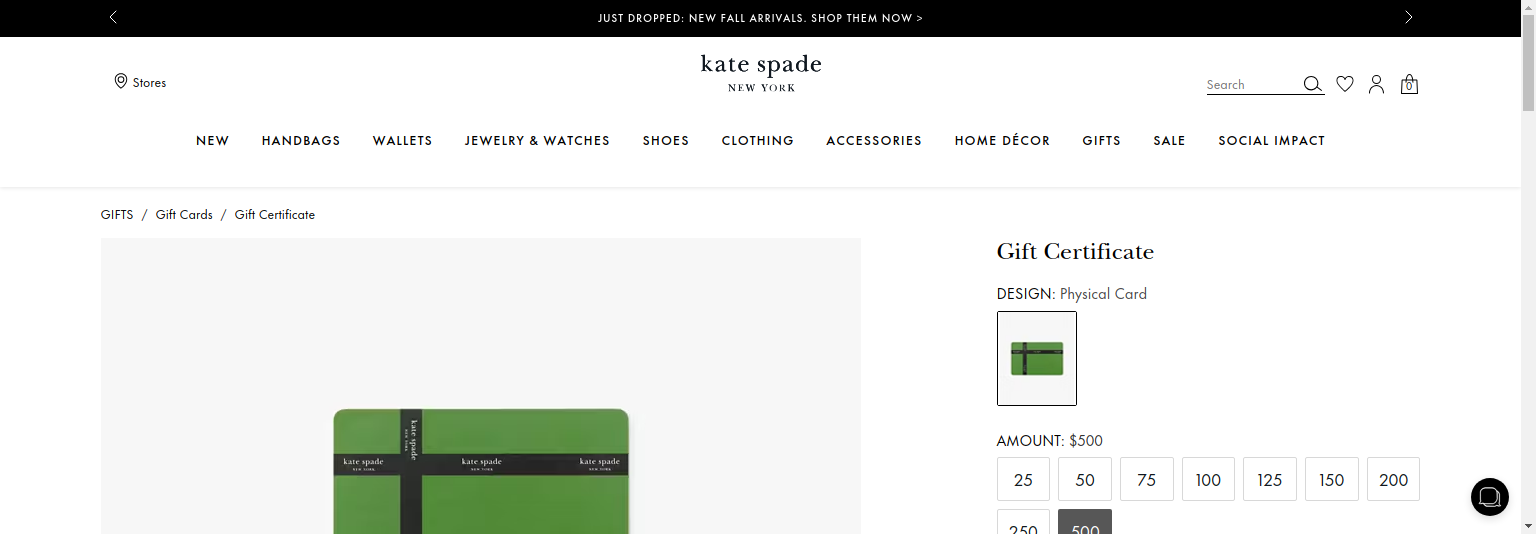 JUST DROPPED: NEW FALL ARRIVALS. SHOP THEM NOW >
Stores
kate spade
NEW YORK
Search
0
NEW HANDBAGS WALLETS JEWELRY & WATCHES SHOES CLOTHING ACCESSORIES HOME DÉCOR GIFTS SALE SOCIAL IMPACT
GIFTS / Gift Cards / Gift Certificate
Gift Certificate
DESIGN: Physical Card
AMOUNT: $500
25 50 75 100 125 150 200
250 500
kate spade
NEW YORK
kate spade
NEW YORK
kate spade
NEW YORK
kate spade
NEW YORK